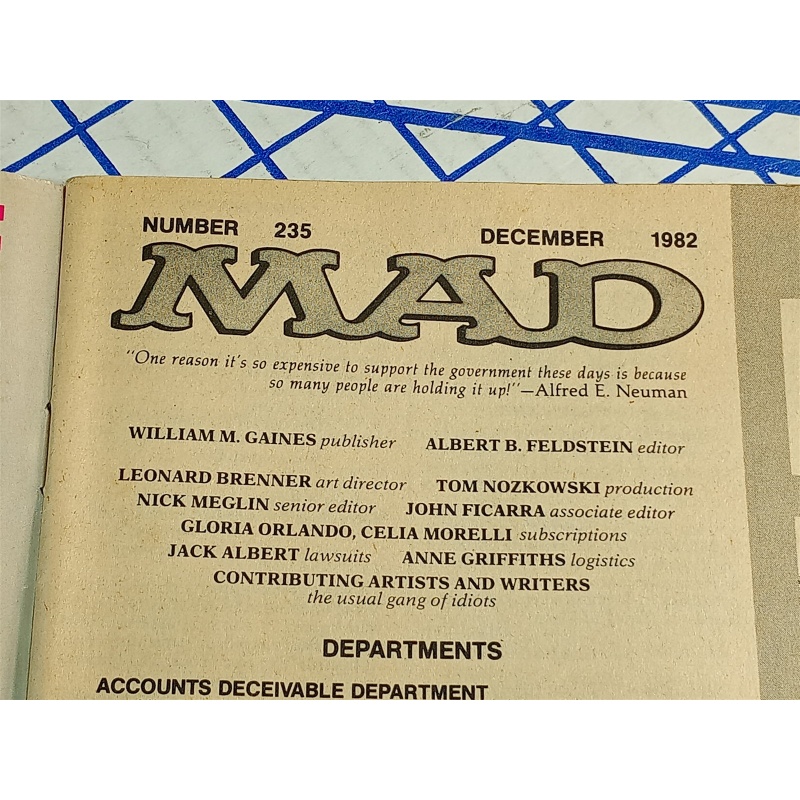 NUMBER 235 DECEMBER 1982
MAD
"One reason it's so expensive to support the government these days is because
so many people are holding it up!"—Alfred E. Neuman
WILLIAM M. GAINES publisher ALBERT B. FELDSTEIN editor
LEONARD BRENNER art director TOM NOZKOWSKI production
NICK MEGLIN senior editor JOHN FICARRA associate editor
GLORIA ORLANDO, CELIA MORELLI subscriptions
JACK ALBERT lawsuits ANNE GRIFFITHS logistics
CONTRIBUTING ARTISTS AND WRITERS
the usual gang of idiots
DEPARTMENTS
ACCOUNTS DECEIVABLE DEPARTMENT